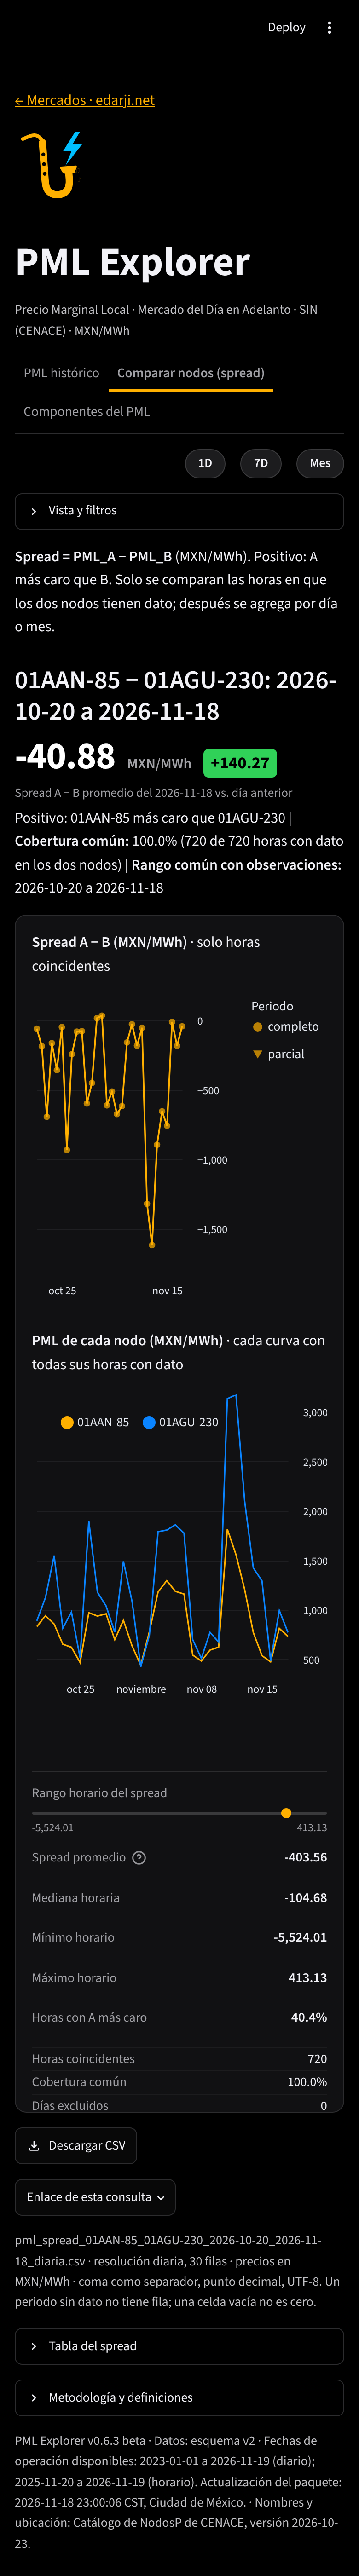 Deploy
← Mercados · edarji.net
PML Explorer
Precio Marginal Local · Mercado del Día en Adelanto · SIN
(CENACE) · MXN/MWh
PML histórico
Comparar nodos (spread)
Componentes del PML
1D
7D
Mes
Vista y filtros
Spread = PML_A − PML_B (MXN/MWh). Positivo: A
más caro que B. Solo se comparan las horas en que
los dos nodos tienen dato; después se agrega por día
o mes.
01AAN-85 − 01AGU-230: 2026-
10-20 a 2026-11-18
-40.88 MXN/MWh +140.27
Spread A − B promedio del 2026-11-18 vs. día anterior
Positivo: 01AAN-85 más caro que 01AGU-230 |
Cobertura común: 100.0% (720 de 720 horas con dato
en los dos nodos) | Rango común con observaciones:
2026-10-20 a 2026-11-18
Spread A − B (MXN/MWh) · solo horas
coincidentes
Periodo
completo
parcial
0
−500
−1,000
−1,500
oct 25
nov 15
PML de cada nodo (MXN/MWh) · cada curva con
todas sus horas con dato
01AAN-85
01AGU-230
3,000
2,500
2,000
1,500
1,000
500
oct 25
noviembre
nov 08
nov 15
Rango horario del spread
-5,524.01
413.13
Spread promedio -403.56
Mediana horaria -104.68
Mínimo horario -5,524.01
Máximo horario 413.13
Horas con A más caro 40.4%
Horas coincidentes 720
Cobertura común 100.0%
Días excluidos 0
Descargar CSV
Enlace de esta consulta
pml_spread_01AAN-85_01AGU-230_2026-10-20_2026-11-
18_diaria.csv · resolución diaria, 30 filas · precios en
MXN/MWh · coma como separador, punto decimal, UTF-8. Un
periodo sin dato no tiene fila; una celda vacía no es cero.
Tabla del spread
Metodología y definiciones
PML Explorer v0.6.3 beta · Datos: esquema v2 · Fechas de
operación disponibles: 2023-01-01 a 2026-11-19 (diario);
2025-11-20 a 2026-11-19 (horario). Actualización del paquete:
2026-11-18 23:00:06 CST, Ciudad de México. · Nombres y
ubicación: Catálogo de NodosP de CENACE, versión 2026-10-
23.